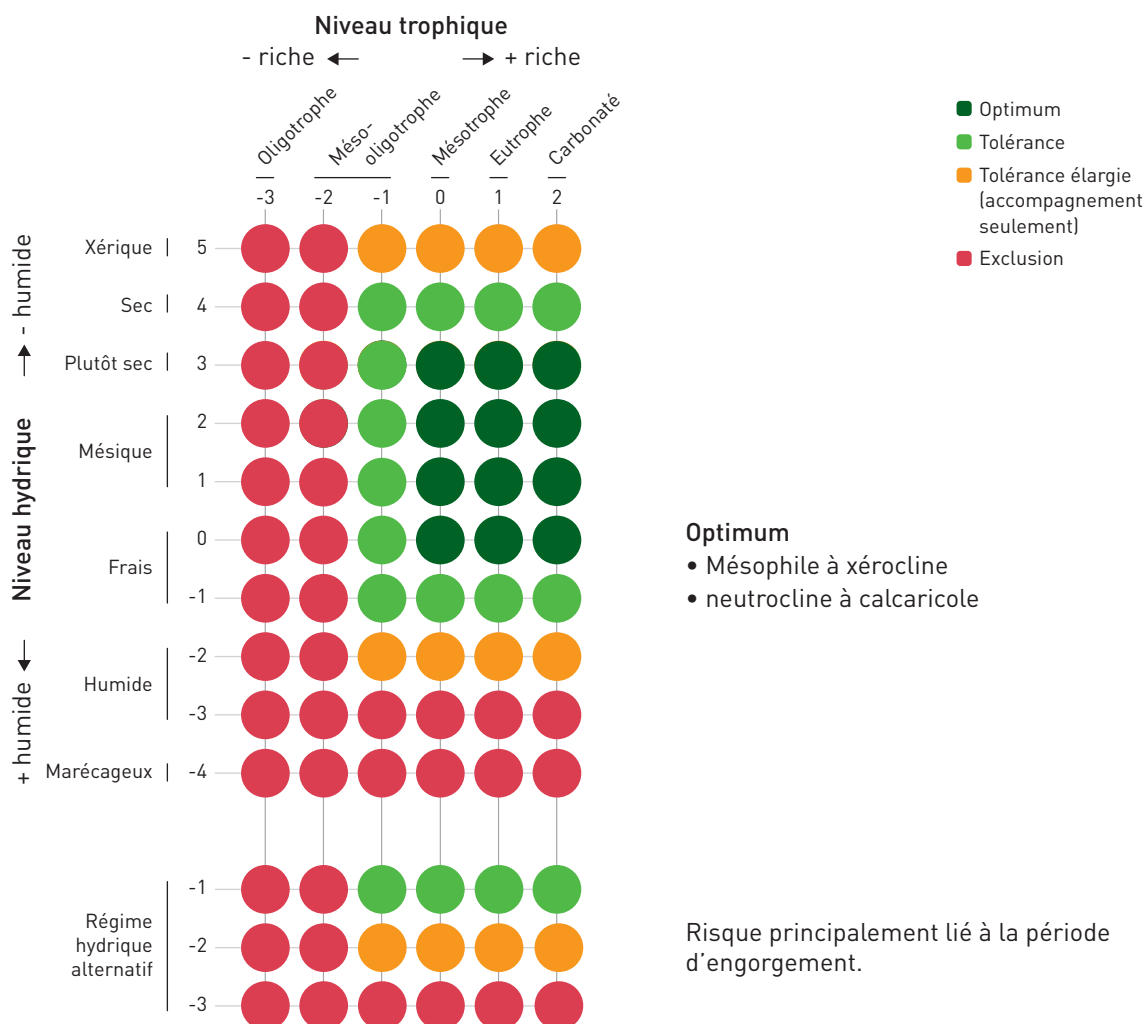 Niveau trophique
- riche ← → + riche
Oligotrophe
Méso-
oligotrophe
Mésotrophe
Eutrophe
Carbonaté
-3 -2 -1 0 1 2
Optimum
Tolérance
Tolérance élargie
(accompagnement
seulement)
Exclusion
Niveau hydrique
→ - humide
+ humide ←
Xérique 5
Sec 4
Plutôt sec 3
Mésique
2
1
Frais
0
-1
Humide
-2
-3
Marécageux -4
Régime
hydrique
alternatif
-1
-2
-3
Optimum
• Mésophile à xérocline
• neutrocline à calcaricole
Risque principalement lié à la période
d'engorgement.